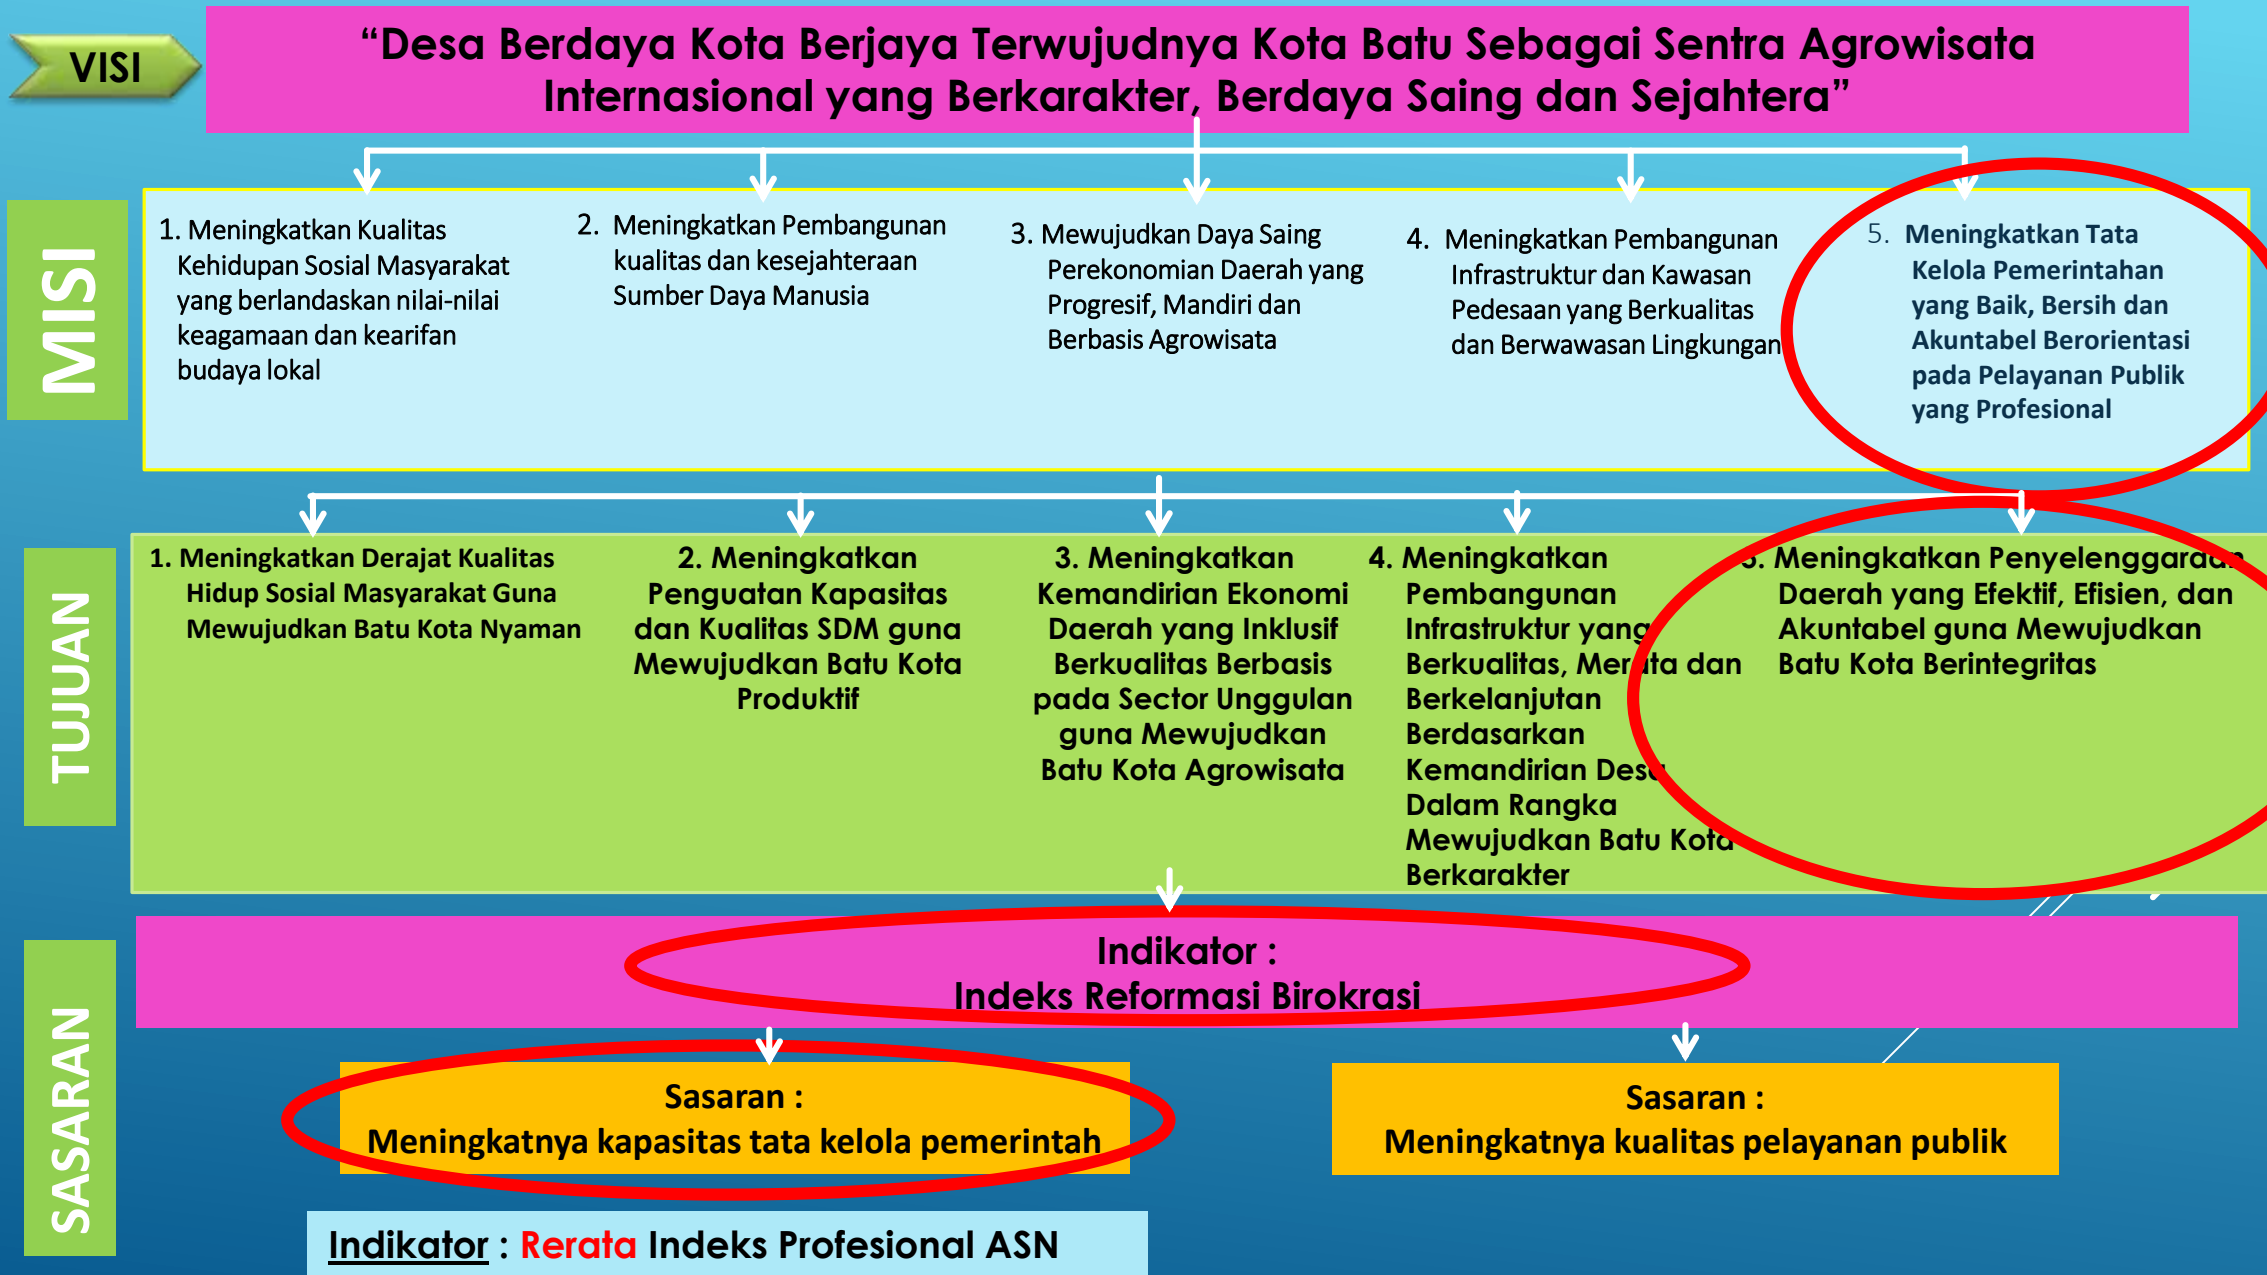 VISI
“Desa Berdaya Kota Berjaya Terwujudnya Kota Batu Sebagai Sentra Agrowisata
Internasional yang Berkarakter, Berdaya Saing dan Sejahtera”
MISI
1. Meningkatkan Kualitas
Kehidupan Sosial Masyarakat
yang berlandaskan nilai-nilai
keagamaan dan kearifan
budaya lokal
2. Meningkatkan Pembangunan
kualitas dan kesejahteraan
Sumber Daya Manusia
3. Mewujudkan Daya Saing
Perekonomian Daerah yang
Progresif, Mandiri dan
Berbasis Agrowisata
4. Meningkatkan Pembangunan
Infrastruktur dan Kawasan
Pedesaan yang Berkualitas
dan Berwawasan Lingkungan
5. Meningkatkan Tata
Kelola Pemerintahan
yang Baik, Bersih dan
Akuntabel Berorientasi
pada Pelayanan Publik
yang Profesional
TUJUAN
1. Meningkatkan Derajat Kualitas
Hidup Sosial Masyarakat Guna
Mewujudkan Batu Kota Nyaman
2. Meningkatkan
Penguatan Kapasitas
dan Kualitas SDM guna
Mewujudkan Batu Kota
Produktif
3. Meningkatkan
Kemandirian Ekonomi
Daerah yang Inklusif
Berkualitas Berbasis
pada Sector Unggulan
guna Mewujudkan
Batu Kota Agrowisata
4. Meningkatkan
Pembangunan
Infrastruktur yang
Berkualitas, Merata dan
Berkelanjutan
Berdasarkan
Kemandirian Desa
Dalam Rangka
Mewujudkan Batu Kota
Berkarakter
5. Meningkatkan Penyelenggaraan
Daerah yang Efektif, Efisien, dan
Akuntabel guna Mewujudkan
Batu Kota Berintegritas
SASARAN
Indikator :
Indeks Reformasi Birokrasi
Sasaran :
Meningkatnya kapasitas tata kelola pemerintah
Sasaran :
Meningkatnya kualitas pelayanan publik
Indikator : Rerata Indeks Profesional ASN